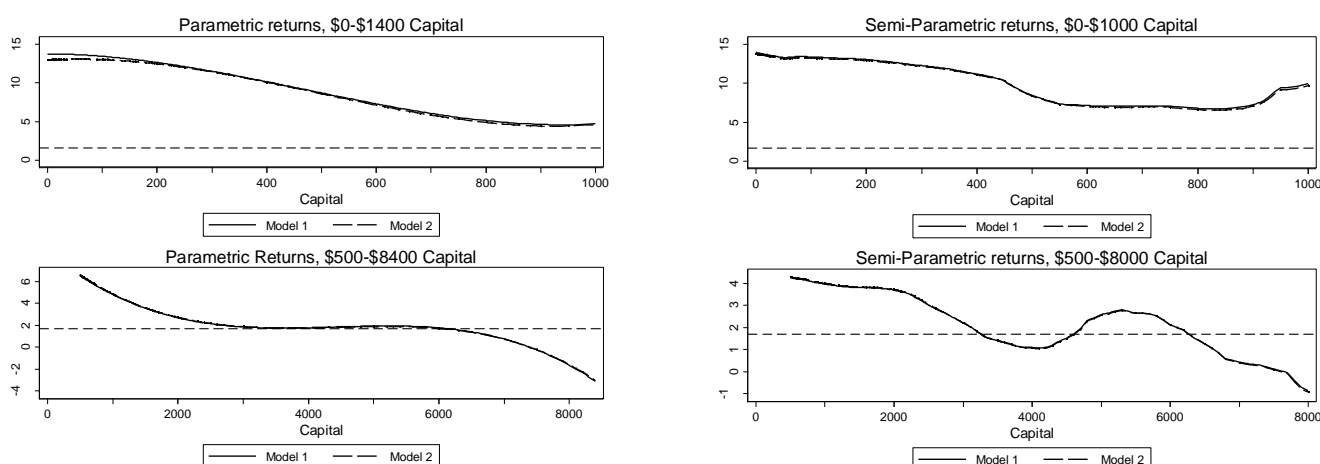 Parametric returns, $0-$1400 Capital
15
10
5
0
0 200 400 600 800 1000
Capital
Model 1 Model 2
Semi-Parametric returns, $0-$1000 Capital
15
10
5
0
0 200 400 600 800 1000
Capital
Model 1 Model 2
Parametric Returns, $500-$8400 Capital
6
4
2
0
-2
-4
0 2000 4000 6000 8000
Capital
Model 1 Model 2
Semi-Parametric returns, $500-$8000 Capital
4
3
2
1
0
-1
0 2000 4000 6000 8000
Capital
Model 1 Model 2